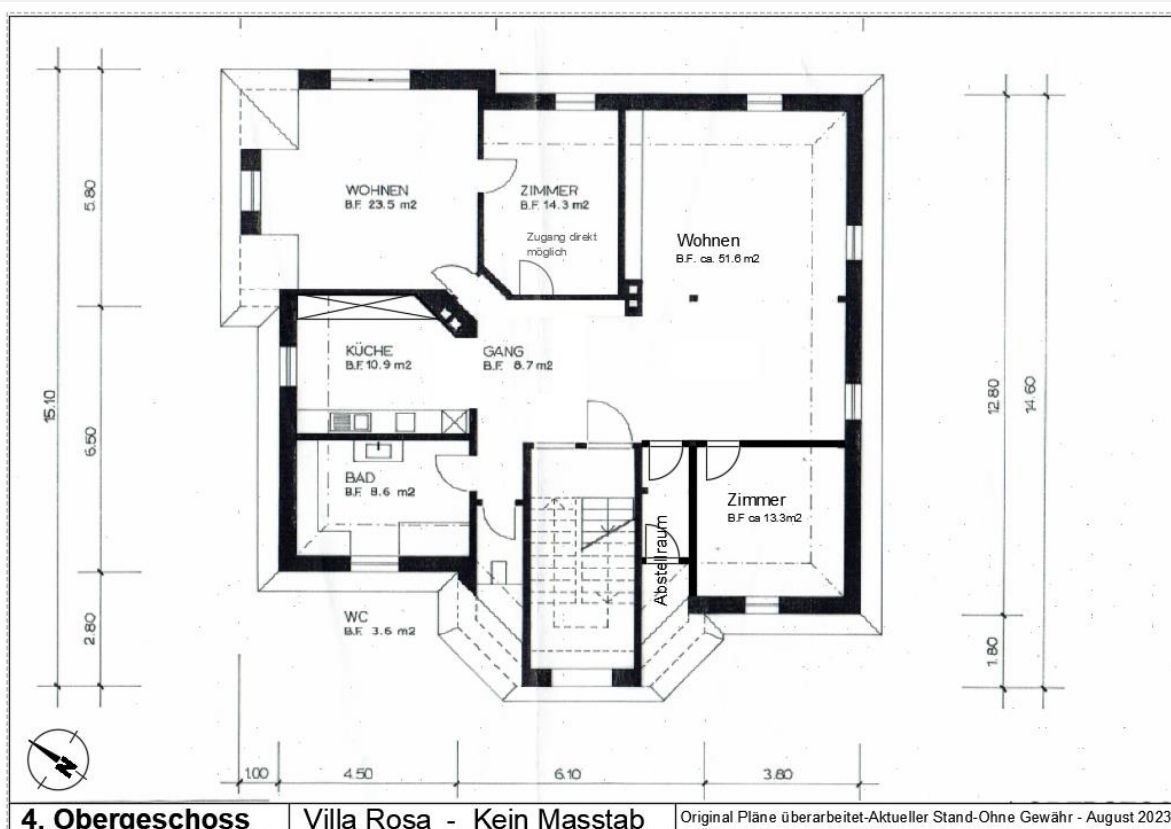 WOHNEN
B.F. 23.5 m2
ZIMMER
B.F. 14.3 m2
Zugang direkt
möglich
Wohnen
B.F. ca. 51.6 m2
KÜCHE
B.F. 10.9 m2
GANG
B.F. 8.7 m2
BAD
B.F. 8.6 m2
Zimmer
B.F ca 13.3m2
Abstellraum
WC
B.F. 3.6 m2
5.80
15.10
6.50
2.80
12.80
14.60
1.80
1.00
4.50
6.10
3.80
N
4. Obergeschoss
Villa Rosa - Kein Masstab
Original Pläne überarbeitet-Aktueller Stand-Ohne Gewähr - August 2023